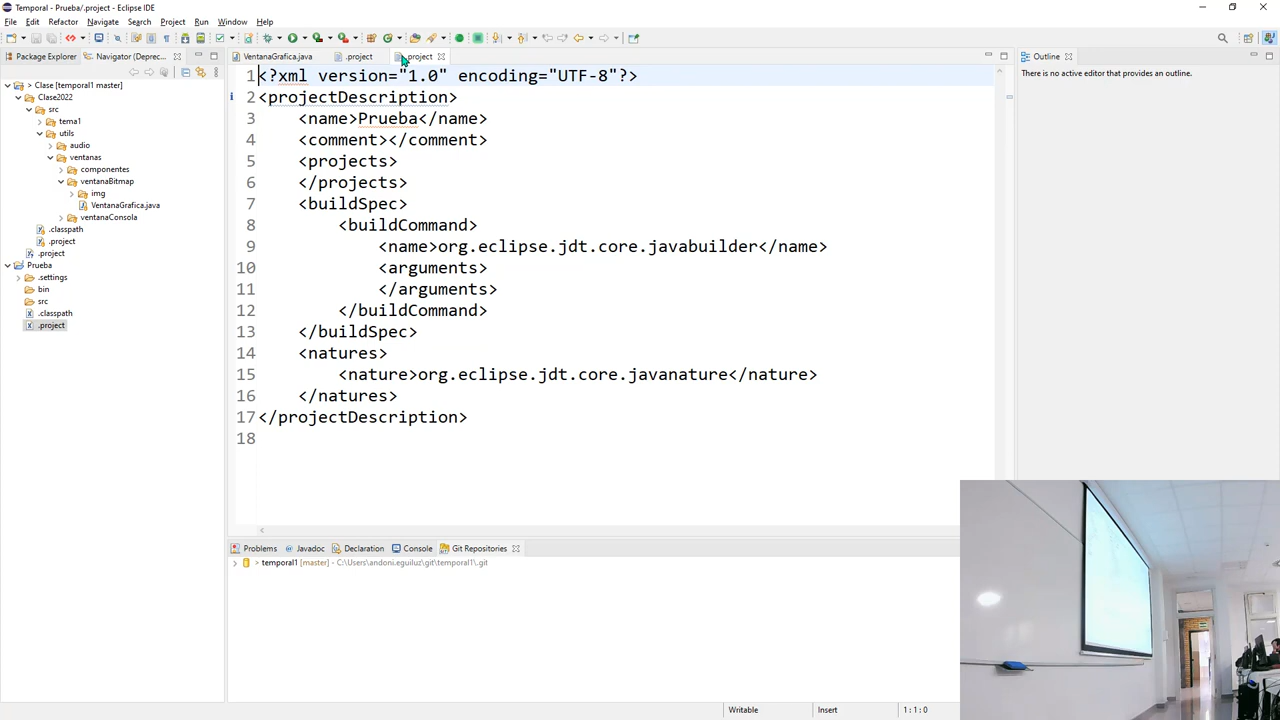 Temporal - Prueba/.project - Eclipse IDE
File Edit Refactor Navigate Search Project Run Window Help
Package Explorer Navigator (Deprec... VentanaGrafica.java .project .project Outline
There is no active editor that provides an outline.
> Clase [temporal1 master]
Clase2022
src
tema1
utils
audio
ventanas
componentes
ventanaBitmap
img
VentanaGrafica.java
ventanaConsola
.classpath
.project
.project
Prueba
.settings
bin
src
.classpath
.project
1 <?xml version="1.0" encoding="UTF-8"?>
2 <projectDescription>
3 <name>Prueba</name>
4 <comment></comment>
5 <projects>
6 </projects>
7 <buildSpec>
8 <buildCommand>
9 <name>org.eclipse.jdt.core.javabuilder</name>
10 <arguments>
11 </arguments>
12 </buildCommand>
13 </buildSpec>
14 <natures>
15 <nature>org.eclipse.jdt.core.javanature</nature>
16 </natures>
17 </projectDescription>
18
Problems Javadoc Declaration Console Git Repositories
> temporal1 [master] - C:\Users\andoni.eguiluz\git\temporal1\.git
Writable Insert 1 : 1 : 0